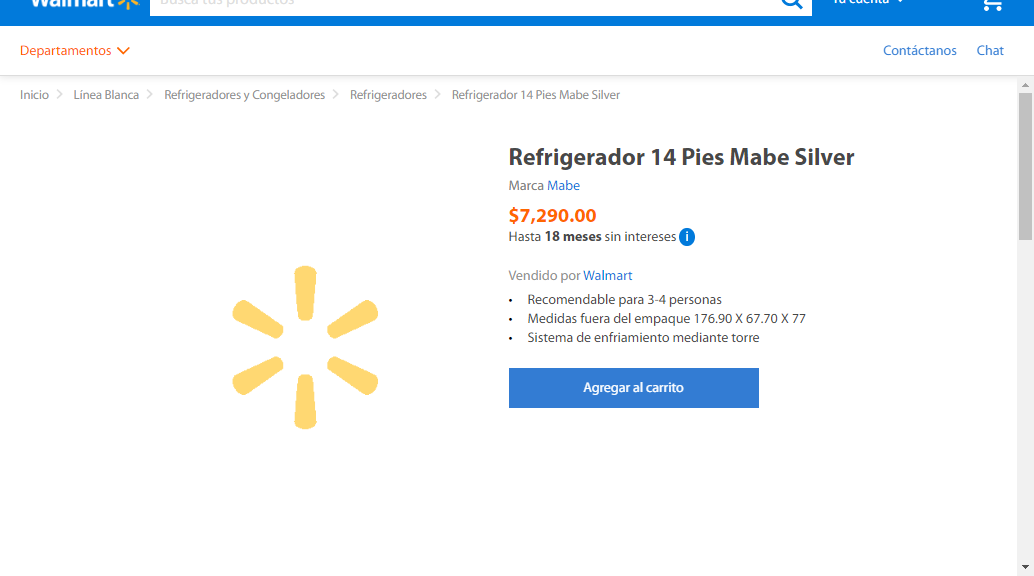 Walmart
Busca tus productos
Tu cuenta
Departamentos
Contáctanos
Chat
Inicio
Línea Blanca
Refrigeradores y Congeladores
Refrigeradores
Refrigerador 14 Pies Mabe Silver
Refrigerador 14 Pies Mabe Silver
Marca Mabe
$7,290.00
Hasta 18 meses sin intereses i
Vendido por Walmart
• Recomendable para 3-4 personas
• Medidas fuera del empaque 176.90 X 67.70 X 77
• Sistema de enfriamiento mediante torre
Agregar al carrito